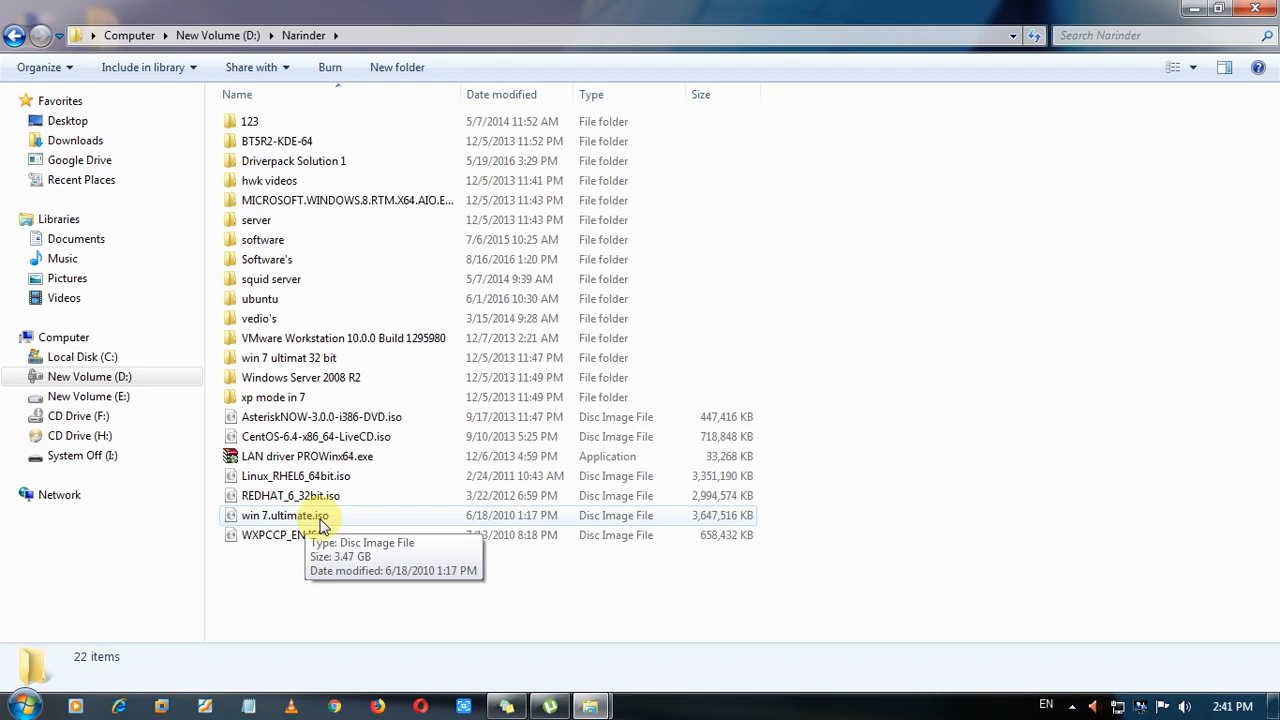 Computer New Volume (D:) Narinder Search Narinder
Organize Include in library Share with Burn New folder
Name Date modified Type Size
Favorites
Desktop
Downloads
Google Drive
Recent Places
Libraries
Documents
Music
Pictures
Videos
Computer
Local Disk (C:)
New Volume (D:)
New Volume (E:)
CD Drive (F:)
CD Drive (H:)
System Off (I:)
Network
123 5/7/2014 11:52 AM File folder
BT5R2-KDE-64 12/5/2013 11:52 PM File folder
Driverpack Solution 1 5/19/2016 3:29 PM File folder
hwk videos 12/5/2013 11:41 PM File folder
MICROSOFT.WINDOWS.8.RTM.X64.AIO.E... 12/5/2013 11:43 PM File folder
server 12/5/2013 11:43 PM File folder
software 7/6/2015 10:25 AM File folder
Software's 8/16/2016 1:20 PM File folder
squid server 5/7/2014 9:39 AM File folder
ubuntu 6/1/2016 10:30 AM File folder
vedio's 3/15/2014 9:28 AM File folder
VMware Workstation 10.0.0 Build 1295980 12/7/2013 2:21 AM File folder
win 7 ultimat 32 bit 12/5/2013 11:47 PM File folder
Windows Server 2008 R2 12/5/2013 11:49 PM File folder
xp mode in 7 12/5/2013 11:49 PM File folder
AsteriskNOW-3.0.0-i386-DVD.iso 9/17/2013 11:47 PM Disc Image File 447,416 KB
CentOS-6.4-x86_64-LiveCD.iso 9/10/2013 5:25 PM Disc Image File 718,848 KB
LAN driver PROWinx64.exe 12/6/2013 4:59 PM Application 33,268 KB
Linux_RHEL6_64bit.iso 2/24/2011 10:43 AM Disc Image File 3,351,190 KB
REDHAT_6_32bit.iso 3/22/2012 6:59 PM Disc Image File 2,994,574 KB
win 7.ultimate.iso 6/18/2010 1:17 PM Disc Image File 3,647,516 KB
WXPCCP_EN 8:18 PM Disc Image File 658,432 KB
Type: Disc Image File
Size: 3.47 GB
Date modified: 6/18/2010 1:17 PM
22 items
EN 2:41 PM